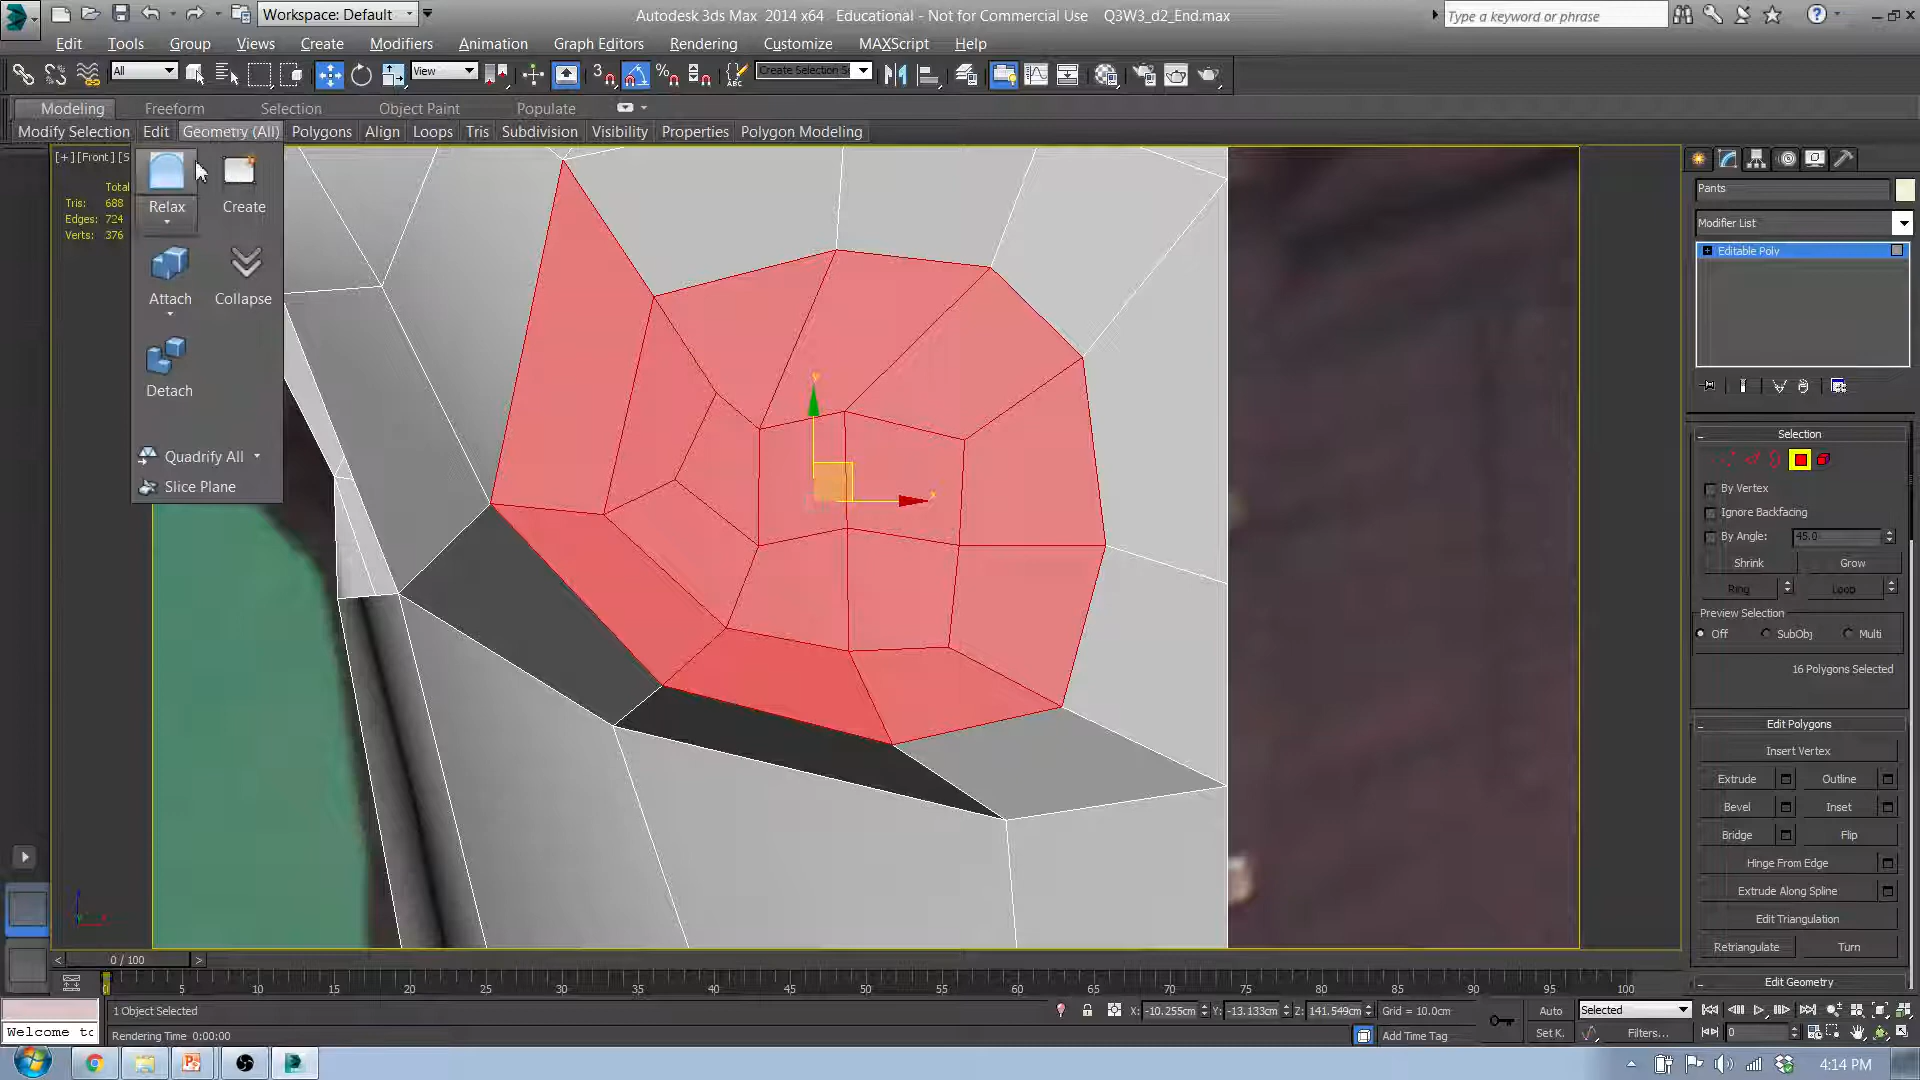 Workspace: Default
Autodesk 3ds Max 2014 x64 Educational - Not for Commercial Use Q3W3_d2_End.max
Type a keyword or phrase
Edit Tools Group Views Create Modifiers Animation Graph Editors Rendering Customize MAXScript Help
All View Create Selection S
Modeling Freeform Selection Object Paint Populate
Modify Selection Edit Geometry (All) Polygons Align Loops Tris Subdivision Visibility Properties Polygon Modeling
[+] [Front] [S
Total
Tris: 688
Edges: 724
Verts: 376
Relax Create
Attach Collapse
Detach
Quadrify All
Slice Plane
y
x
Pants
Modifier List
Editable Poly
Selection
By Vertex
Ignore Backfacing
By Angle: 45.0
Shrink Grow
Ring Loop
Preview Selection
Off SubObj Multi
16 Polygons Selected
Edit Polygons
Insert Vertex
Extrude Outline
Bevel Inset
Bridge Flip
Hinge From Edge
Extrude Along Spline
Edit Triangulation
Retriangulate Turn
Edit Geometry
< 0 / 100 >
5 10 15 20 25 30 35 40 45 50 55 60 65 70 75 80 85 90 95 100
1 Object Selected X: -10.255cm Y: -13.133cm Z: 141.549cm Grid = 10.0cm Auto Selected
Welcome to Rendering Time 0:00:00 Add Time Tag Set K. Filters... 0
4:14 PM